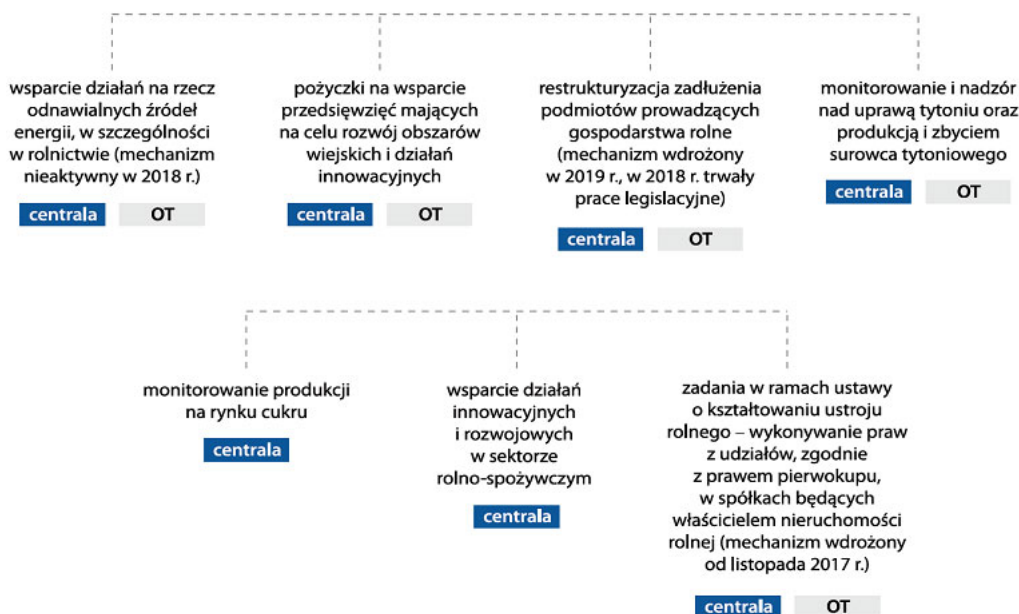 wsparcie działań na rzecz
odnawialnych źródeł
energii, w szczególności
w rolnictwie (mechanizm
nieaktywny w 2018 r.)
centrala OT
pożyczki na wsparcie
przedsięwzięć mających
na celu rozwój obszarów
wiejskich i działań
innowacyjnych
centrala OT
restrukturyzacja zadłużenia
podmiotów prowadzących
gospodarstwa rolne
(mechanizm wdrożony
w 2019 r., w 2018 r. trwały
prace legislacyjne)
centrala OT
monitorowanie i nadzór
nad uprawą tytoniu oraz
produkcją i zbyciem
surowca tytoniowego
centrala OT
monitorowanie produkcji
na rynku cukru
centrala
wsparcie działań
innowacyjnych
i rozwojowych
w sektorze
rolno-spożywczym
centrala
zadania w ramach ustawy
o kształtowaniu ustroju
rolnego – wykonywanie praw
z udziałów, zgodnie
z prawem pierwokupu,
w spółkach będących
właścicielem nieruchomości
rolnej (mechanizm wdrożony
od listopada 2017 r.)
centrala OT